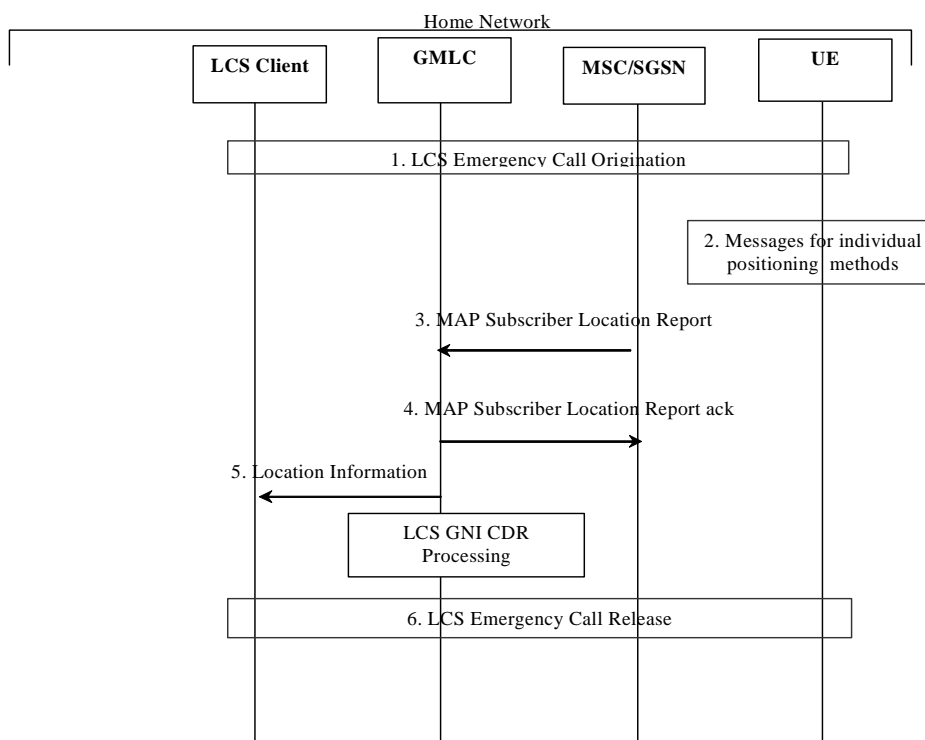 Home Network
LCS Client
GMLC
MSC/SGSN
UE
1. LCS Emergency Call Origination
2. Messages for individual
positioning methods
3. MAP Subscriber Location Report
4. MAP Subscriber Location Report ack
5. Location Information
LCS GNI CDR
Processing
6. LCS Emergency Call Release